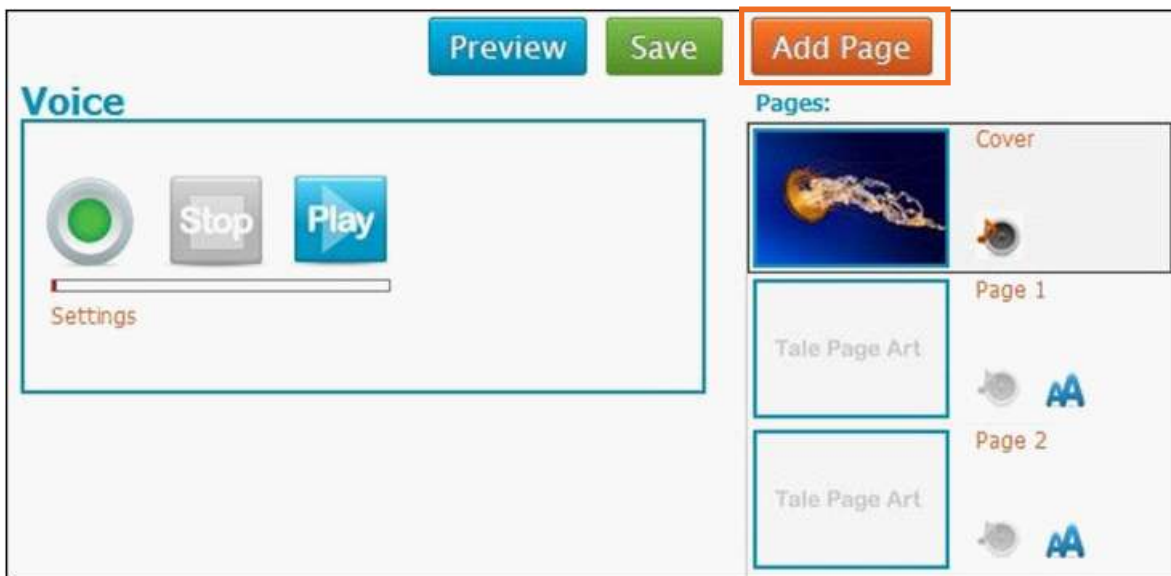 Preview Save Add Page
Voice
Pages:
Cover
Stop Play
Settings
Page 1
Tale Page Art
AA
Page 2
Tale Page Art
AA